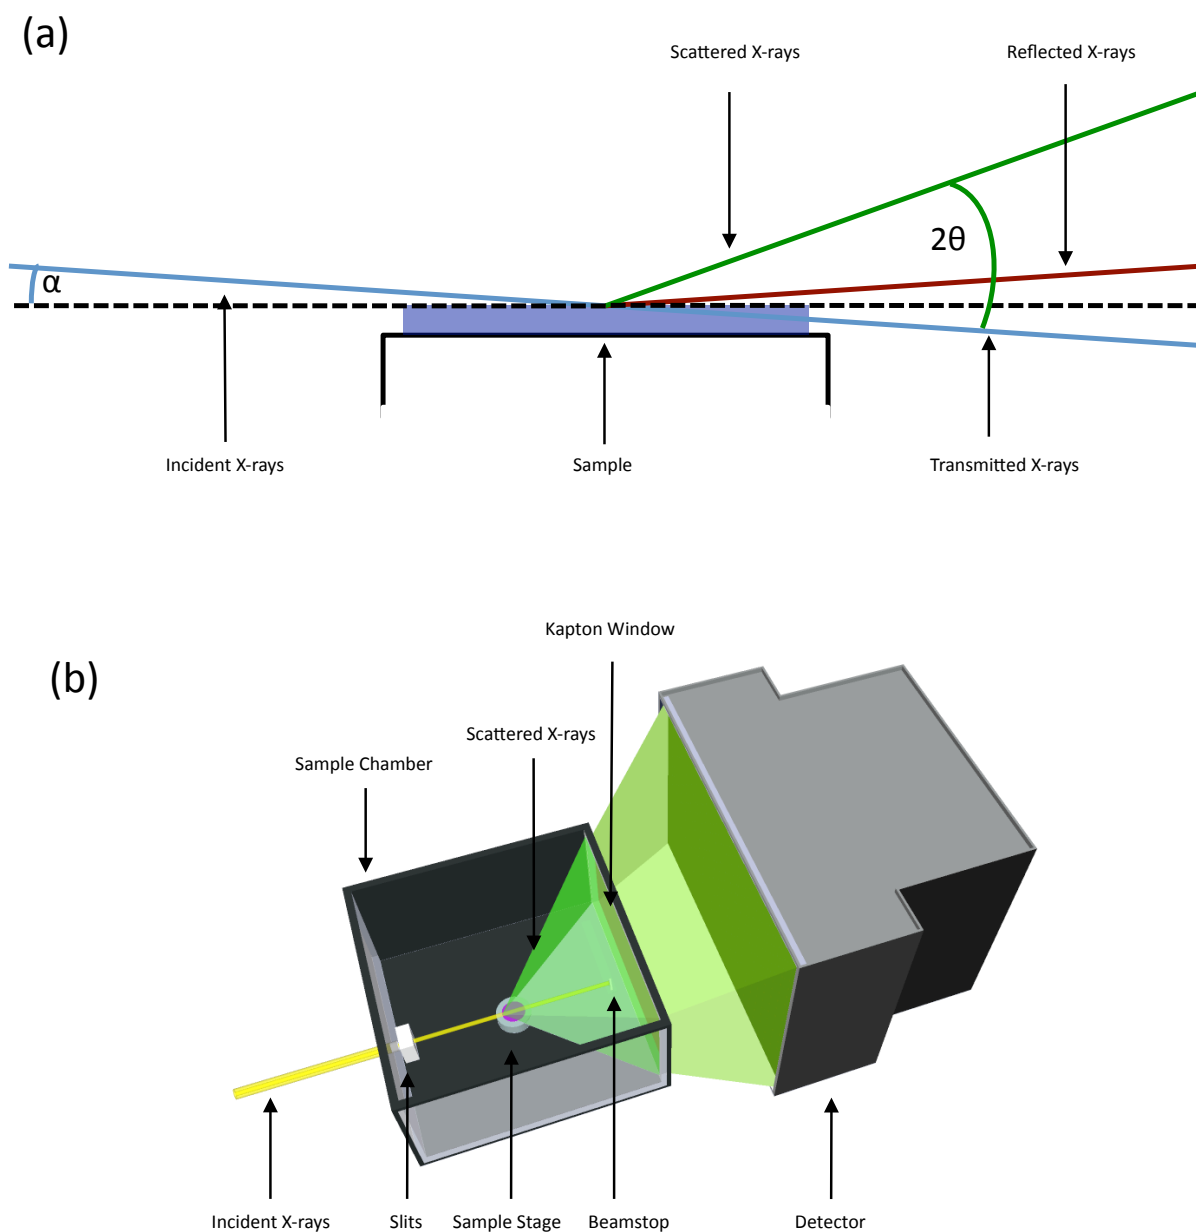 (a)
Scattered X-rays
Reflected X-rays
2θ
α
Incident X-rays
Sample
Transmitted X-rays
Kapton Window
(b)
Scattered X-rays
Sample Chamber
Incident X-rays
Slits
Sample Stage
Beamstop
Detector